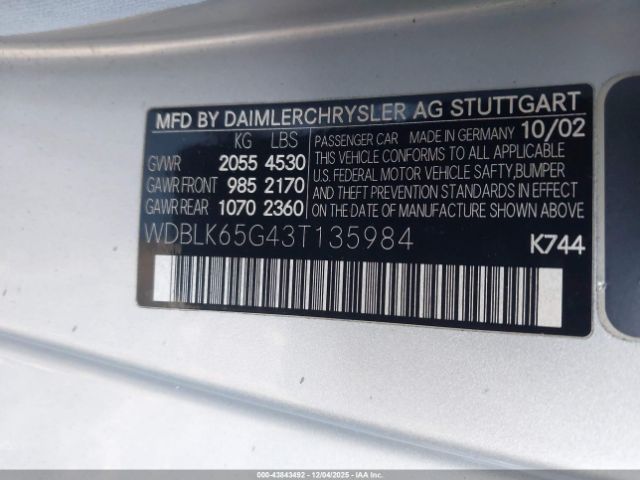 MFD BY DAIMLERCHRYSLER AG STUTTGART
KG LBS
GVWR 2055 4530
GAWR FRONT 985 2170
GAWR REAR 1070 2360
PASSENGER CAR MADE IN GERMANY 10/02
THIS VEHICLE CONFORMS TO ALL APPLICABLE
U.S. FEDERAL MOTOR VEHICLE SAFTY,BUMPER
AND THEFT PREVENTION STANDARDS IN EFFECT
ON THE DATE OF MANUFACTURE SHOWN ABOVE.
WDBLK65G43T135984
K744
000-43843492 - 12/04/2025 - IAAI.COM